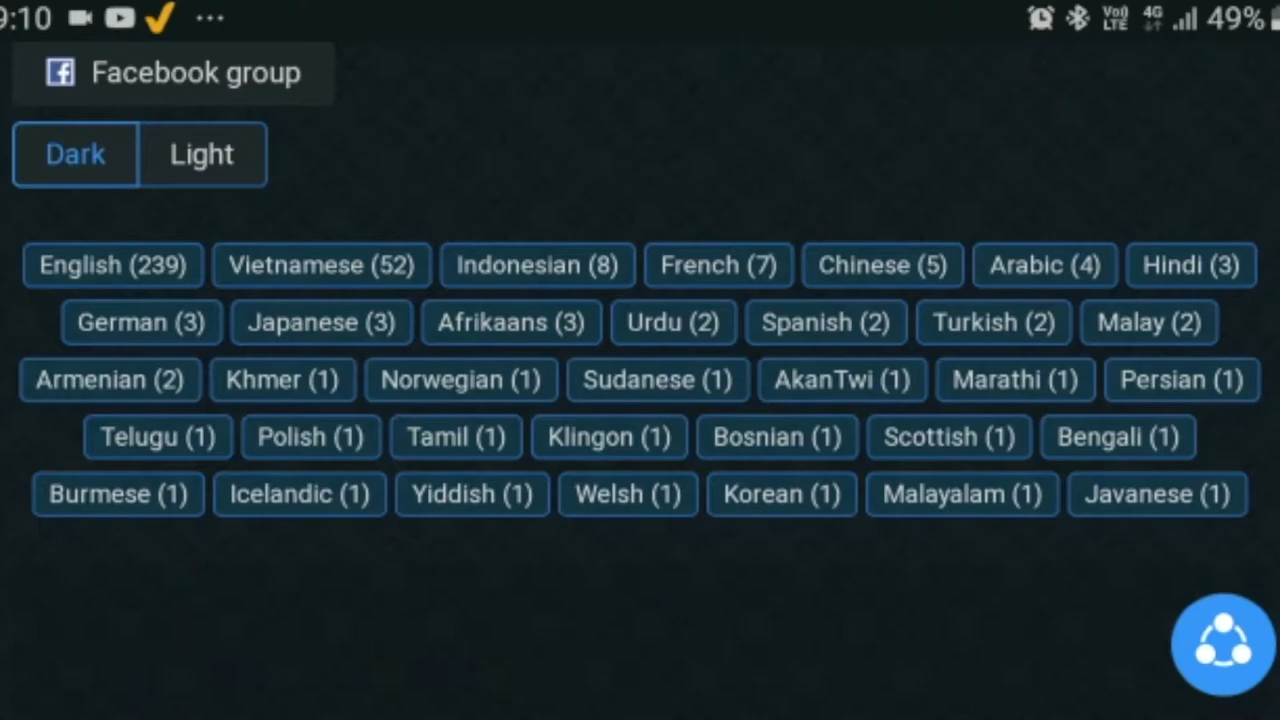 9:10 ... Vo) LTE 4G 49%
Facebook group
Dark Light
English (239) Vietnamese (52) Indonesian (8) French (7) Chinese (5) Arabic (4) Hindi (3)
German (3) Japanese (3) Afrikaans (3) Urdu (2) Spanish (2) Turkish (2) Malay (2)
Armenian (2) Khmer (1) Norwegian (1) Sudanese (1) AkanTwi (1) Marathi (1) Persian (1)
Telugu (1) Polish (1) Tamil (1) Klingon (1) Bosnian (1) Scottish (1) Bengali (1)
Burmese (1) Icelandic (1) Yiddish (1) Welsh (1) Korean (1) Malayalam (1) Javanese (1)